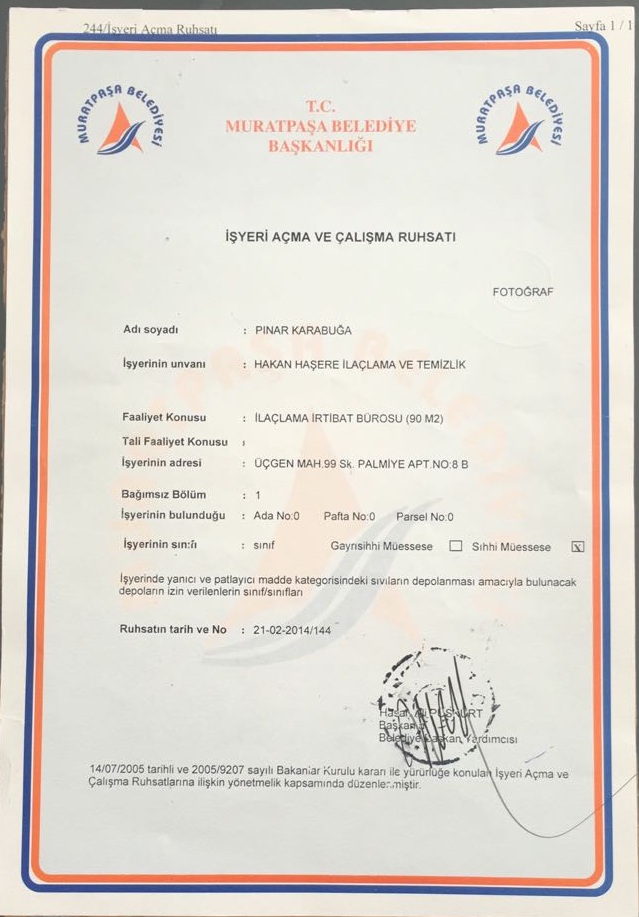 244/İşyeri Açma Ruhsatı
Sayfa 1 / 1
MURATPAŞA BELEDİYESİ
T.C.
MURATPAŞA BELEDİYE
BAŞKANLIĞI
MURATPAŞA BELEDİYESİ
İŞYERİ AÇMA VE ÇALIŞMA RUHSATI
FOTOĞRAF
Adı soyadı : PINAR KARABUĞA
İşyerinin unvanı : HAKAN HAŞERE İLAÇLAMA VE TEMİZLİK
Faaliyet Konusu : İLAÇLAMA İRTİBAT BÜROSU (90 M2)
Tali Faaliyet Konusu :
İşyerinin adresi : ÜÇGEN MAH.99 Sk. PALMİYE APT.NO:8 B
Bağımsız Bölüm : 1
İşyerinin bulunduğu : Ada No:0 Pafta No:0 Parsel No:0
İşyerinin sınıfı : sınıf Gayrısıhhi Müessese Sıhhi Müessese X
İşyerinde yanıcı ve patlayıcı madde kategorisindeki sıvıların depolanması amacıyla bulunacak
depoların izin verilenlerin sınıf/sınıfları
Ruhsatın tarih ve No : 21-02-2014/144
Hasan Ali
Başkan
Belediye Başkan Yardımcısı
14/07/2005 tarihli ve 2005/9207 sayılı Bakanlar Kurulu kararı ile yürürlüğe konulan İşyeri Açma ve
Çalışma Ruhsatlarına ilişkin yönetmelik kapsamında düzenlenmiştir.